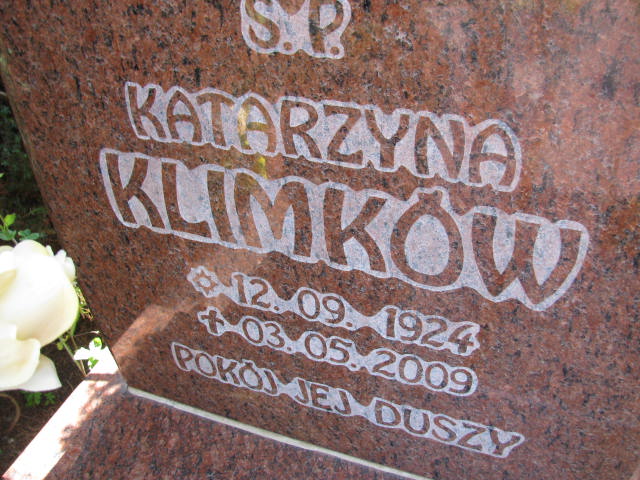 Ś.P.
KATARZYNA
KLIMKÓW
12.09.1924
03.05.2009
POKÓJ JEJ DUSZY